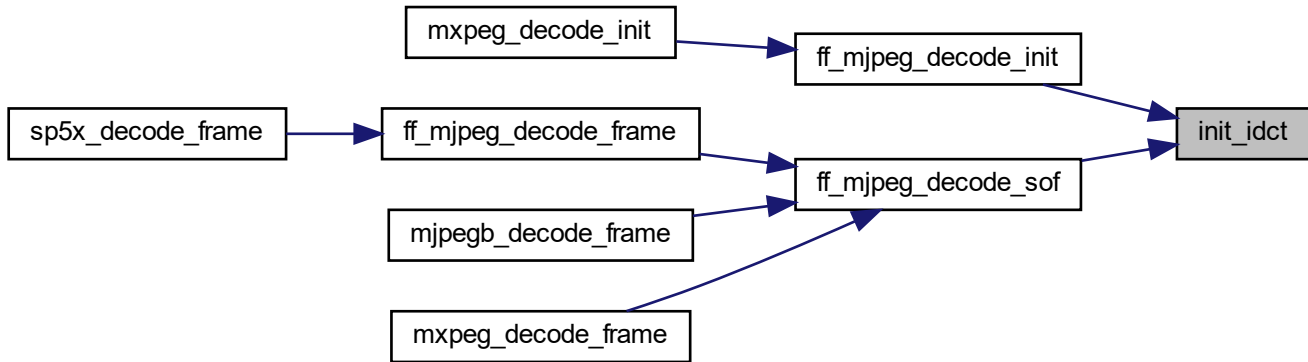 mxpeg_decode_init
ff_mjpeg_decode_init
sp5x_decode_frame
ff_mjpeg_decode_frame
init_idct
ff_mjpeg_decode_sof
mjpegb_decode_frame
mxpeg_decode_frame